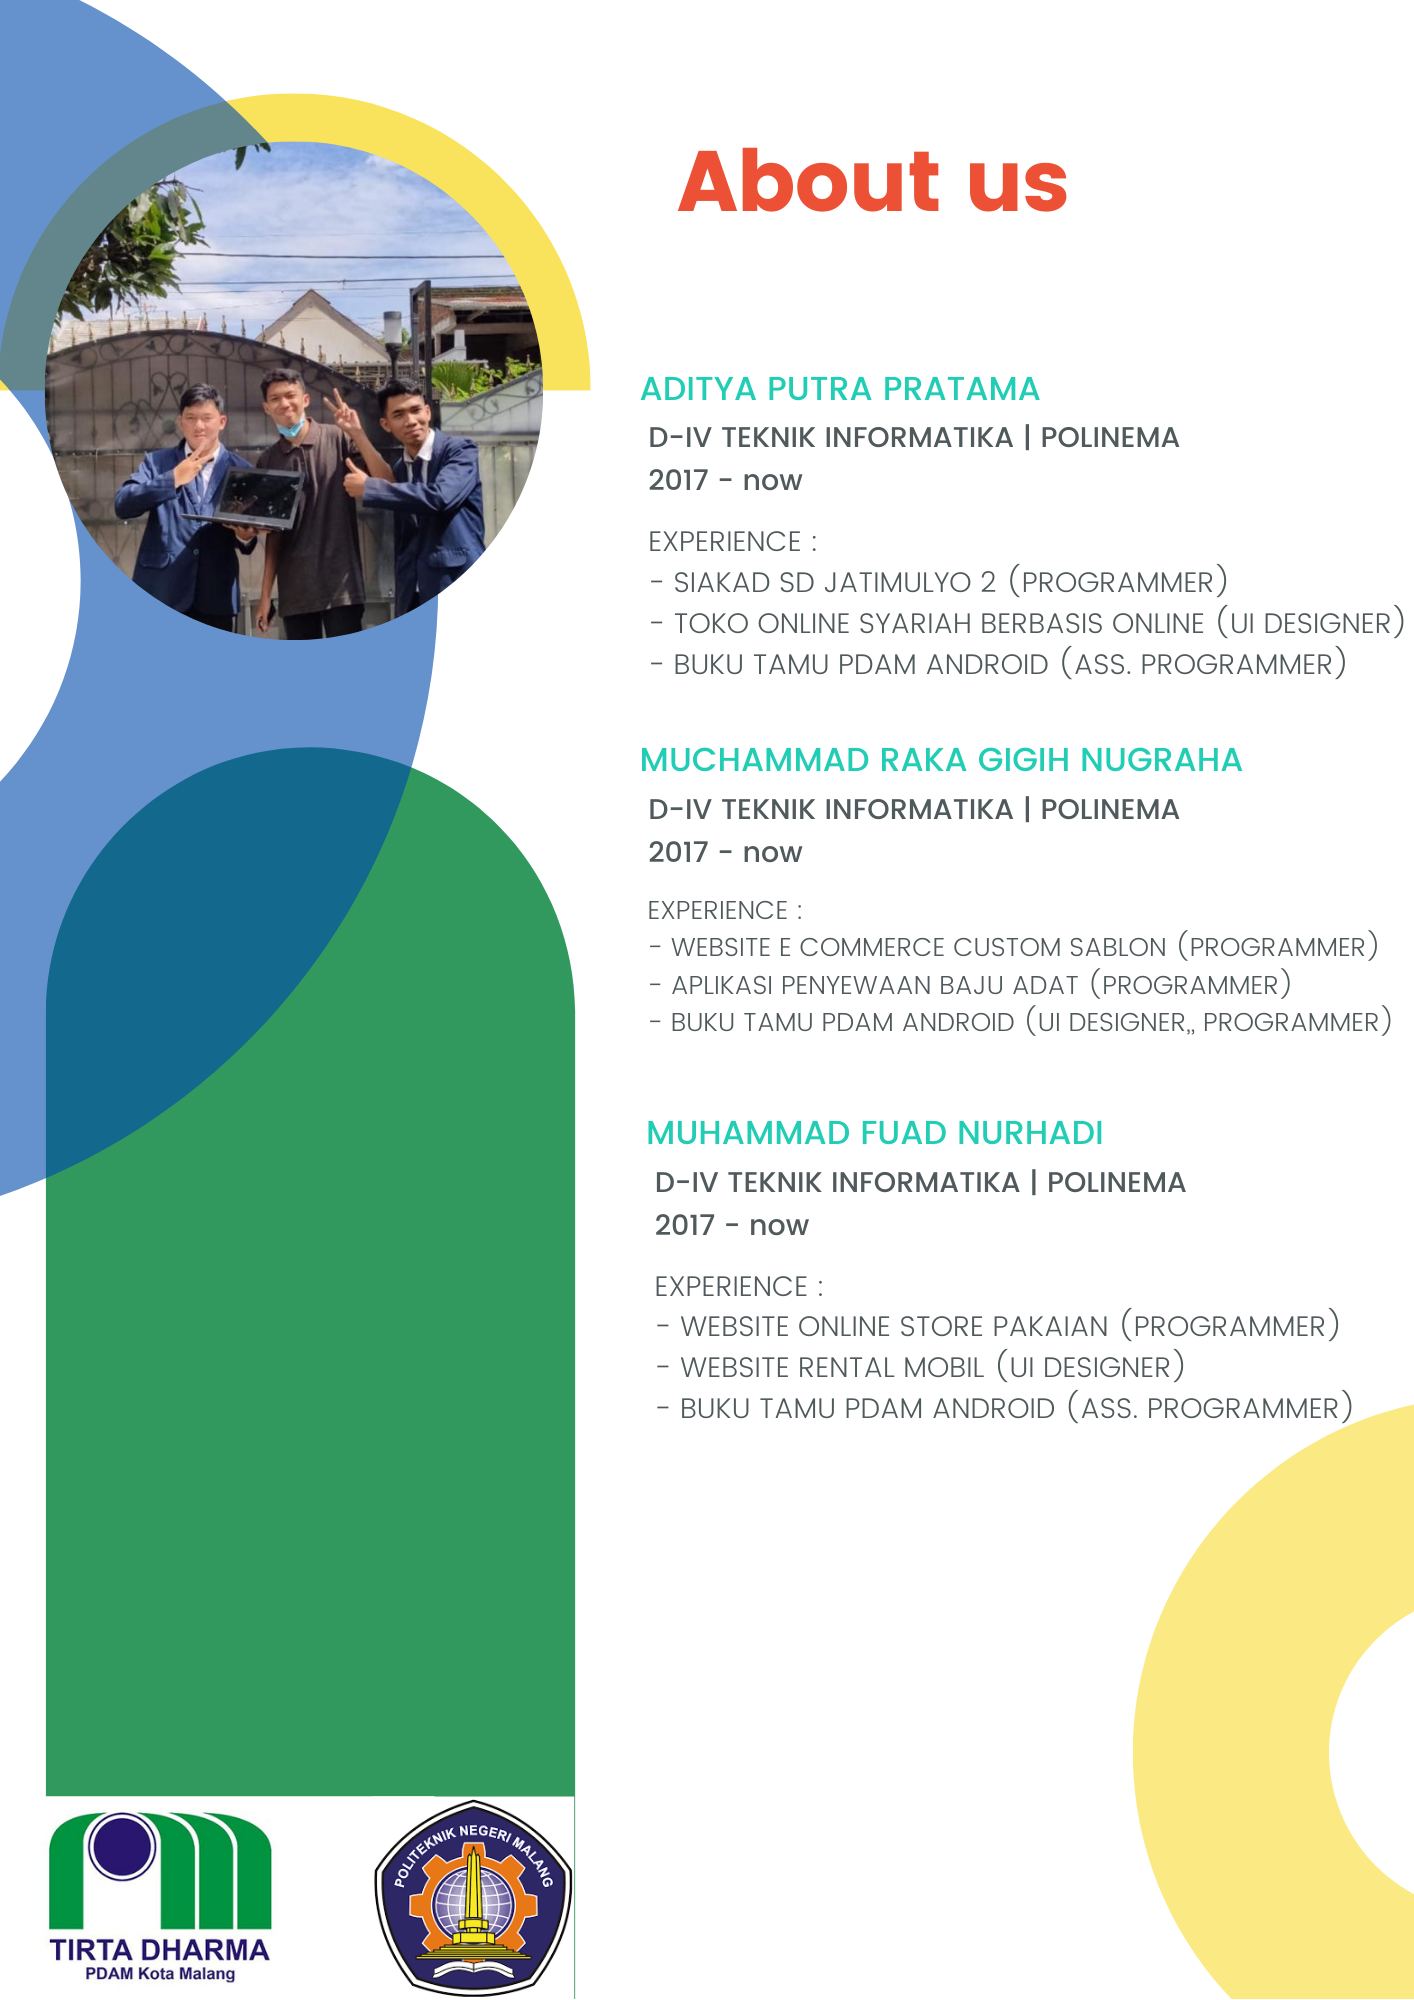 About us
ADITYA PUTRA PRATAMA
D-IV TEKNIK INFORMATIKA | POLINEMA
2017 - now
EXPERIENCE :
- SIAKAD SD JATIMULYO 2 (PROGRAMMER)
- TOKO ONLINE SYARIAH BERBASIS ONLINE (UI DESIGNER)
- BUKU TAMU PDAM ANDROID (ASS. PROGRAMMER)
MUCHAMMAD RAKA GIGIH NUGRAHA
D-IV TEKNIK INFORMATIKA | POLINEMA
2017 - now
EXPERIENCE :
- WEBSITE E COMMERCE CUSTOM SABLON (PROGRAMMER)
- APLIKASI PENYEWAAN BAJU ADAT (PROGRAMMER)
- BUKU TAMU PDAM ANDROID (UI DESIGNER,, PROGRAMMER)
MUHAMMAD FUAD NURHADI
D-IV TEKNIK INFORMATIKA | POLINEMA
2017 - now
EXPERIENCE :
- WEBSITE ONLINE STORE PAKAIAN (PROGRAMMER)
- WEBSITE RENTAL MOBIL (UI DESIGNER)
- BUKU TAMU PDAM ANDROID (ASS. PROGRAMMER)
TIRTA DHARMA
PDAM Kota Malang
POLITEKNIK NEGERI MALANG